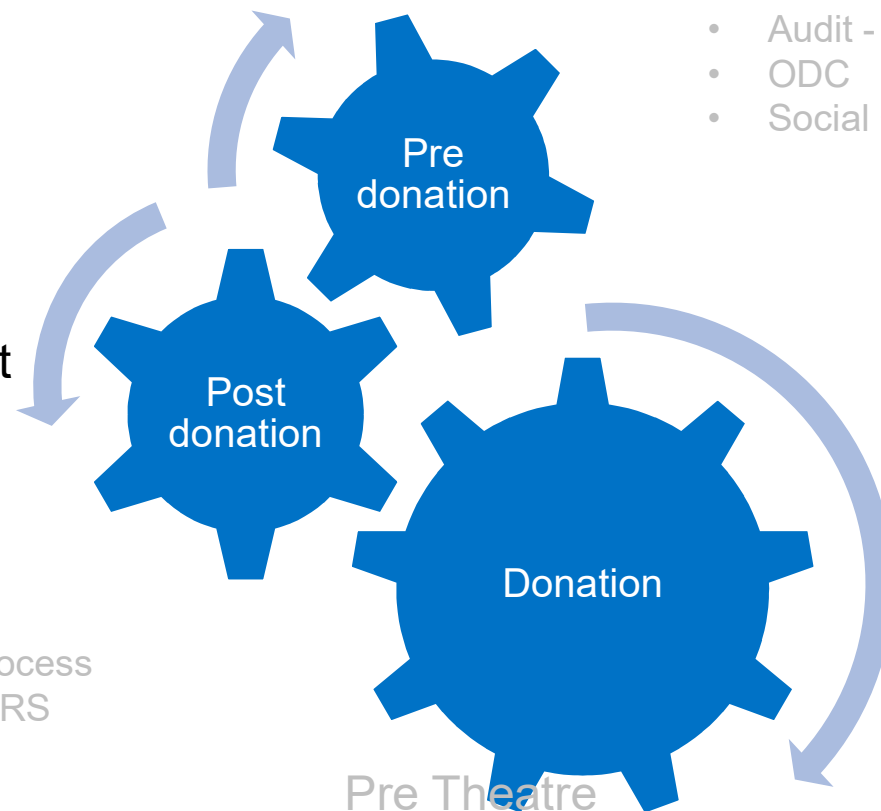 • Audit -
• ODC
• Social
Pre
donation
t
Post
donation
Donation
ocess
RS
Pre Theatre